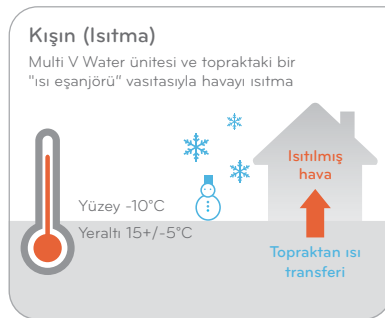 Kışın (Isıtma)
Multi V Water ünitesi ve topraktaki bir
"ısı eşanjörü” vasıtasıyla havayı ısıtma
Isıtılmış
hava
Yüzey -10°C
Yeraltı 15+/-5°C
Topraktan ısı
transferi